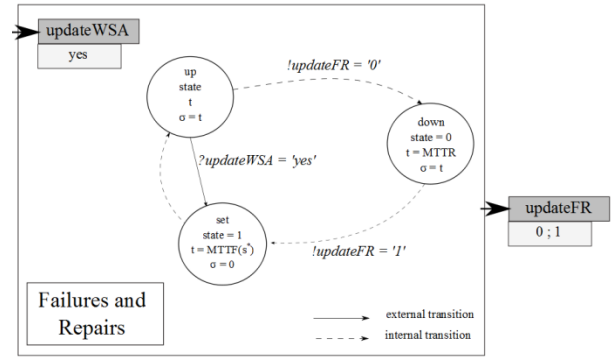 updateWSA
yes
up
state
t
σ = t
!updateFR = '0'
down
state = 0
t = MTTR
σ = t
?updateWSA = 'yes'
set
state = 1
t = MTTF(s*)
σ = 0
!updateFR = '1'
updateFR
0 ; 1
Failures and
Repairs
external transition
internal transition